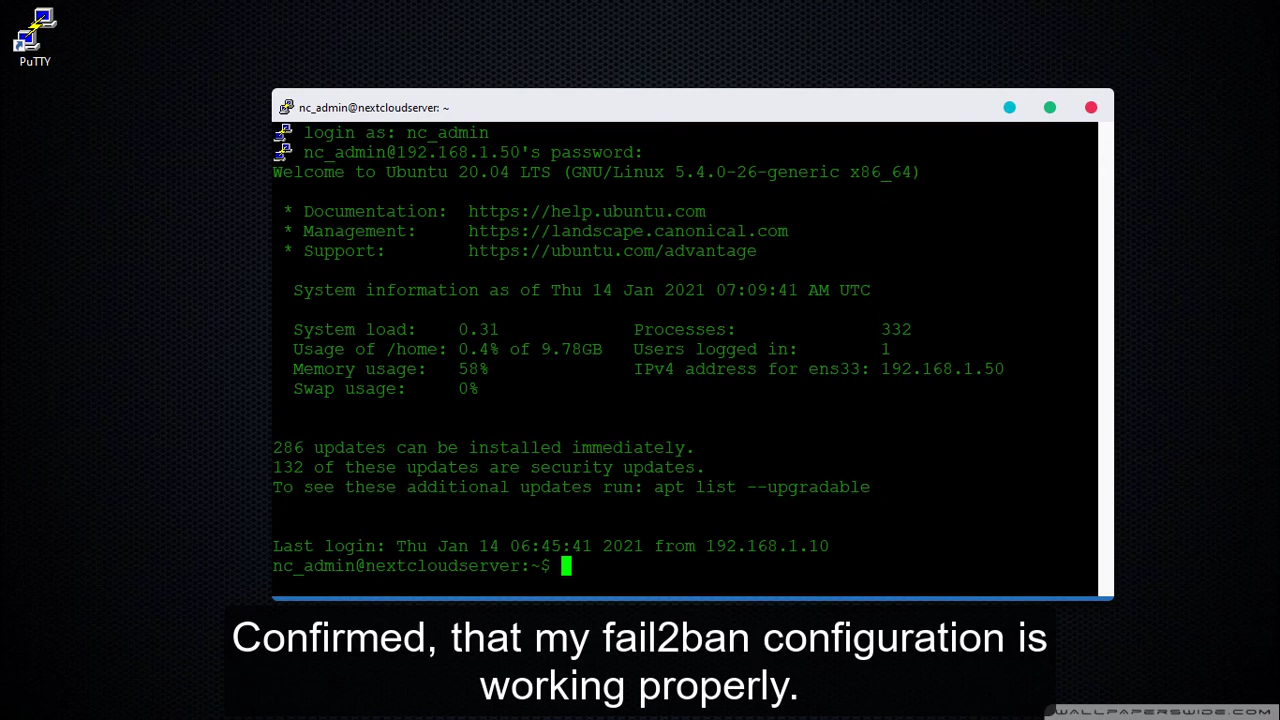 PuTTY
nc_admin@nextcloudserver: ~
login as: nc_admin
nc_admin@192.168.1.50's password:
Welcome to Ubuntu 20.04 LTS (GNU/Linux 5.4.0-26-generic x86_64)
* Documentation: https://help.ubuntu.com
* Management: https://landscape.canonical.com
* Support: https://ubuntu.com/advantage
System information as of Thu 14 Jan 2021 07:09:41 AM UTC
System load: 0.31 Processes: 332
Usage of /home: 0.4% of 9.78GB Users logged in: 1
Memory usage: 58% IPv4 address for ens33: 192.168.1.50
Swap usage: 0%
286 updates can be installed immediately.
132 of these updates are security updates.
To see these additional updates run: apt list --upgradable
Last login: Thu Jan 14 06:45:41 2021 from 192.168.1.10
nc_admin@nextcloudserver:~$
Confirmed, that my fail2ban configuration is
working properly.
WALLPAPERSWIDE.COM